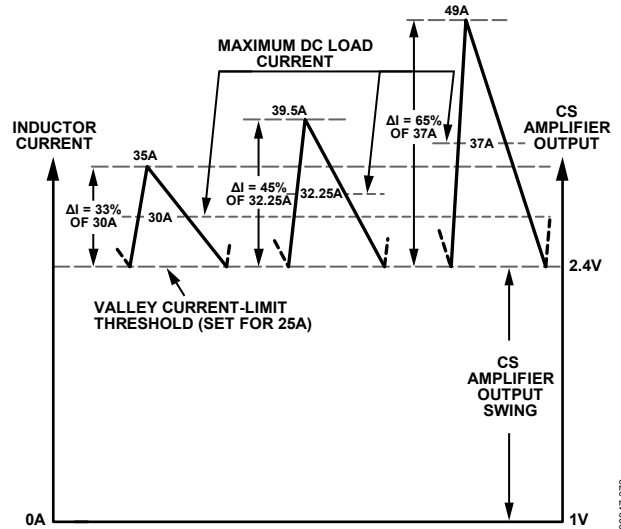 49A
MAXIMUM DC LOAD
CURRENT
39.5A
ΔI = 65%
OF 37A
INDUCTOR
CURRENT
CS
AMPLIFIER
OUTPUT
35A
37A
ΔI = 45%
OF 32.25A
32.25A
ΔI = 33%
OF 30A
30A
2.4V
VALLEY CURRENT-LIMIT
THRESHOLD (SET FOR 25A)
CS
AMPLIFIER
OUTPUT
SWING
0A
1V